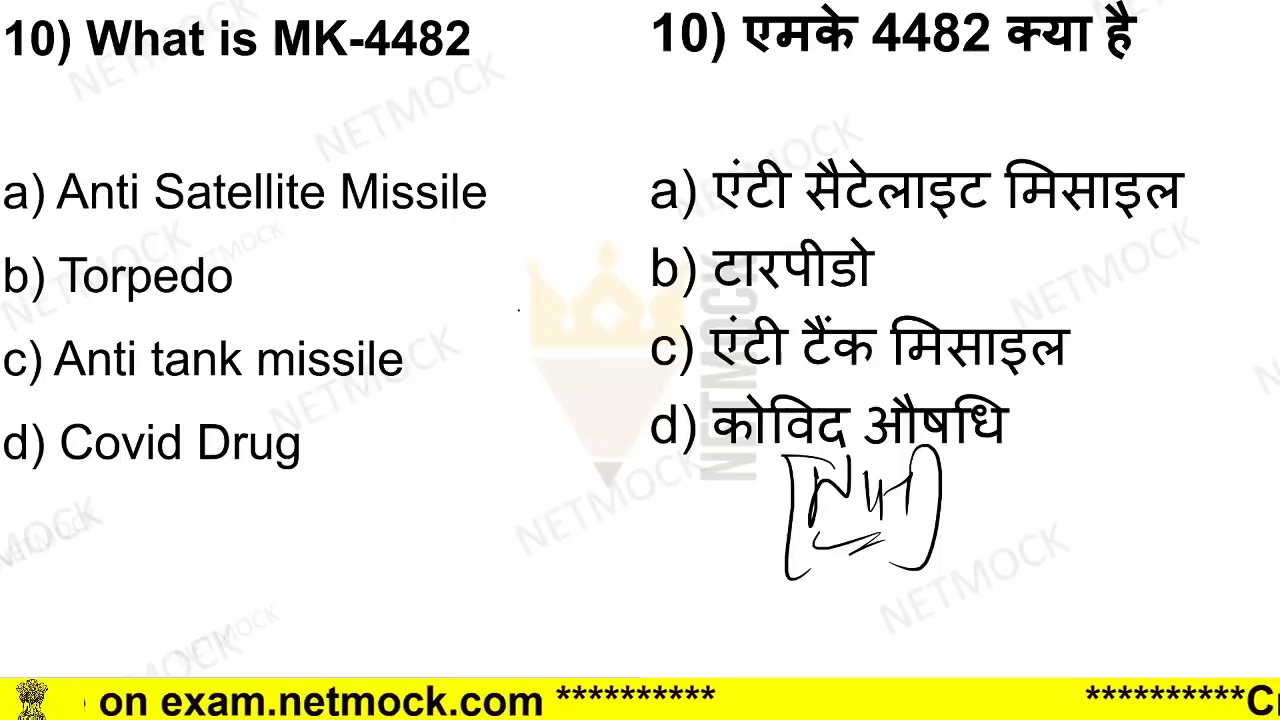 10) What is MK-4482
a) Anti Satellite Missile
b) Torpedo
c) Anti tank missile
d) Covid Drug
10) एमके 4482 क्या है
a) एंटी सैटेलाइट मिसाइल
b) टारपीडो
c) एंटी टैंक मिसाइल
d) कोविद औषधि
NETMOCK
on exam.netmock.com ********** **********